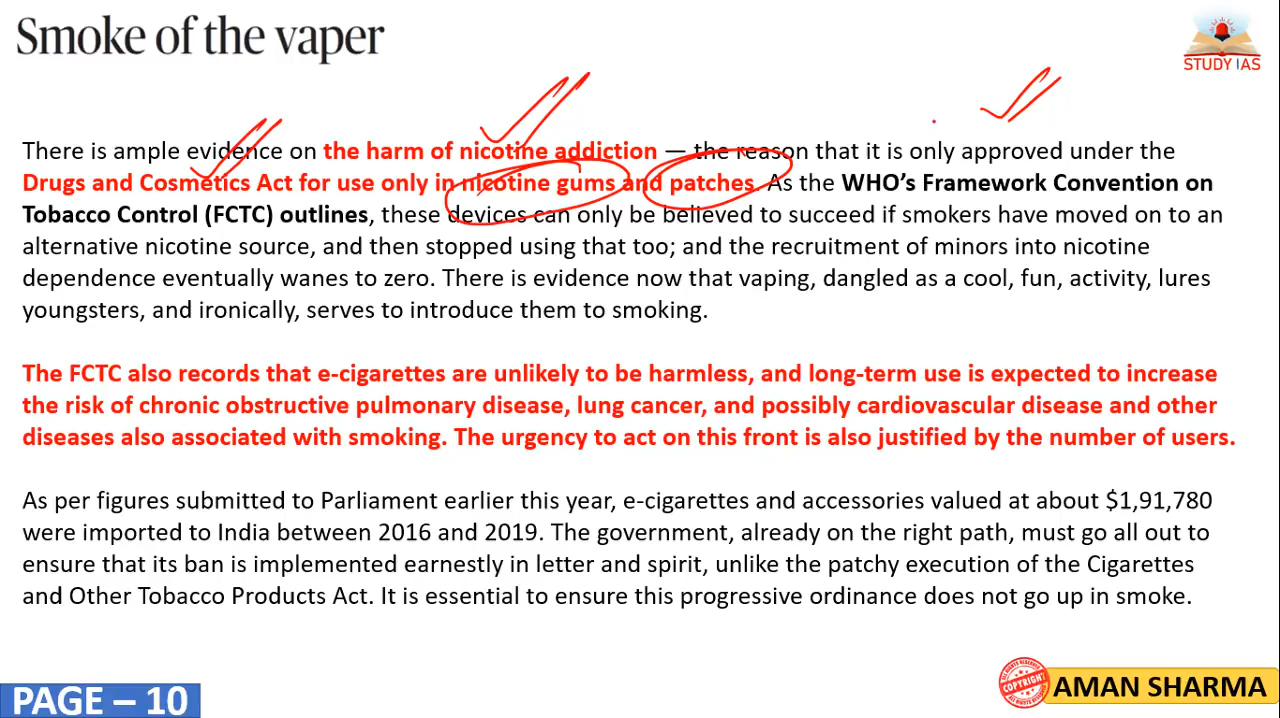 Smoke of the vaper
STUDY IAS
There is ample evidence on the harm of nicotine addiction — the reason that it is only approved under the
Drugs and Cosmetics Act for use only in nicotine gums and patches. As the WHO’s Framework Convention on
Tobacco Control (FCTC) outlines, these devices can only be believed to succeed if smokers have moved on to an
alternative nicotine source, and then stopped using that too; and the recruitment of minors into nicotine
dependence eventually wanes to zero. There is evidence now that vaping, dangled as a cool, fun, activity, lures
youngsters, and ironically, serves to introduce them to smoking.
The FCTC also records that e-cigarettes are unlikely to be harmless, and long-term use is expected to increase
the risk of chronic obstructive pulmonary disease, lung cancer, and possibly cardiovascular disease and other
diseases also associated with smoking. The urgency to act on this front is also justified by the number of users.
As per figures submitted to Parliament earlier this year, e-cigarettes and accessories valued at about $1,91,780
were imported to India between 2016 and 2019. The government, already on the right path, must go all out to
ensure that its ban is implemented earnestly in letter and spirit, unlike the patchy execution of the Cigarettes
and Other Tobacco Products Act. It is essential to ensure this progressive ordinance does not go up in smoke.
PAGE – 10
COPYRIGHT
AMAN SHARMA